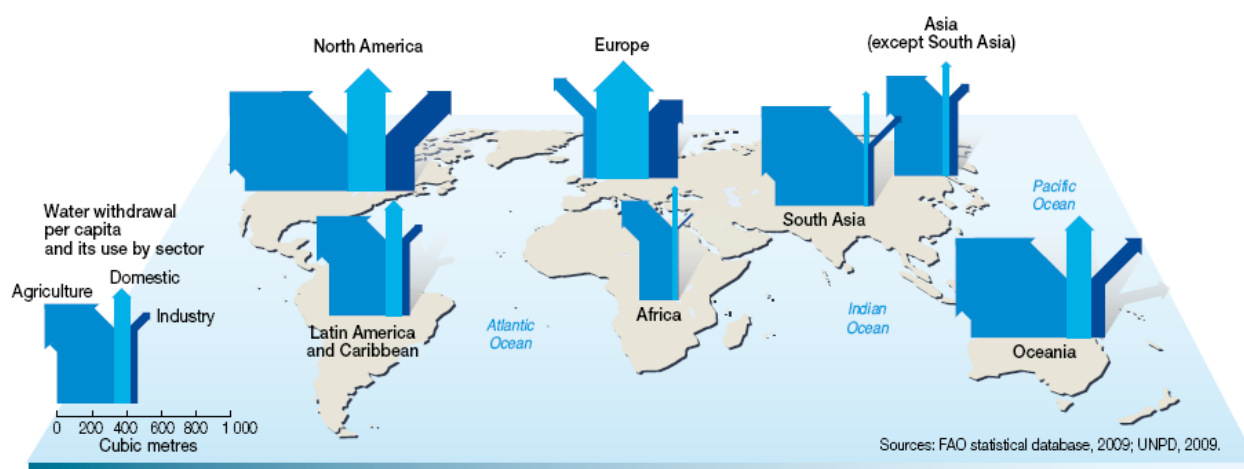 North America
Europe
Asia
(except South Asia)
Water withdrawal
per capita
and its use by sector
Agriculture
Domestic
Industry
0 200 400 600 800 1 000
Cubic metres
Latin America
and Caribbean
Atlantic
Ocean
Africa
South Asia
Indian
Ocean
Pacific
Ocean
Oceania
Sources: FAO statistical database, 2009; UNPD, 2009.